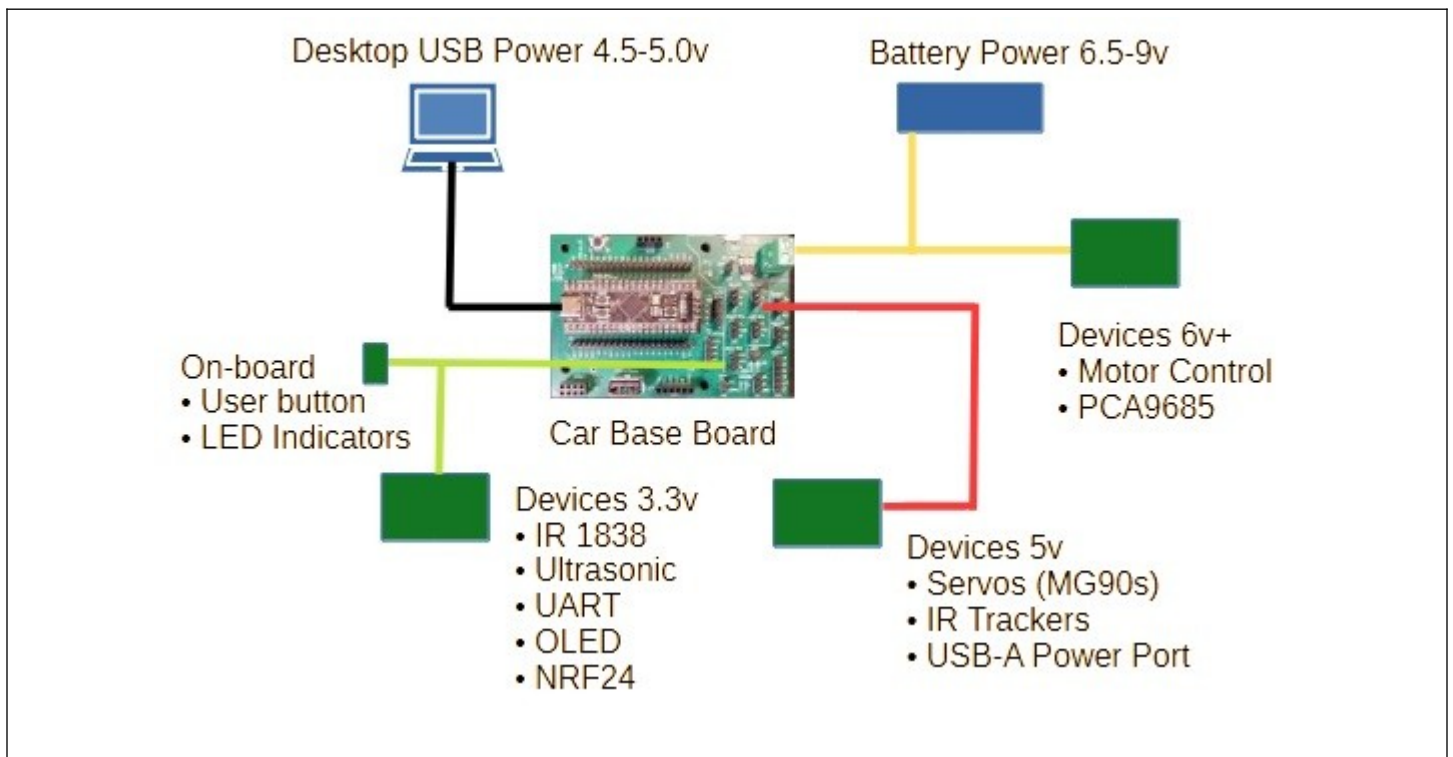 Desktop USB Power 4.5-5.0v
Battery Power 6.5-9v
On-board
• User button
• LED Indicators
Car Base Board
Devices 6v+
• Motor Control
• PCA9685
Devices 3.3v
• IR 1838
• Ultrasonic
• UART
• OLED
• NRF24
Devices 5v
• Servos (MG90s)
• IR Trackers
• USB-A Power Port